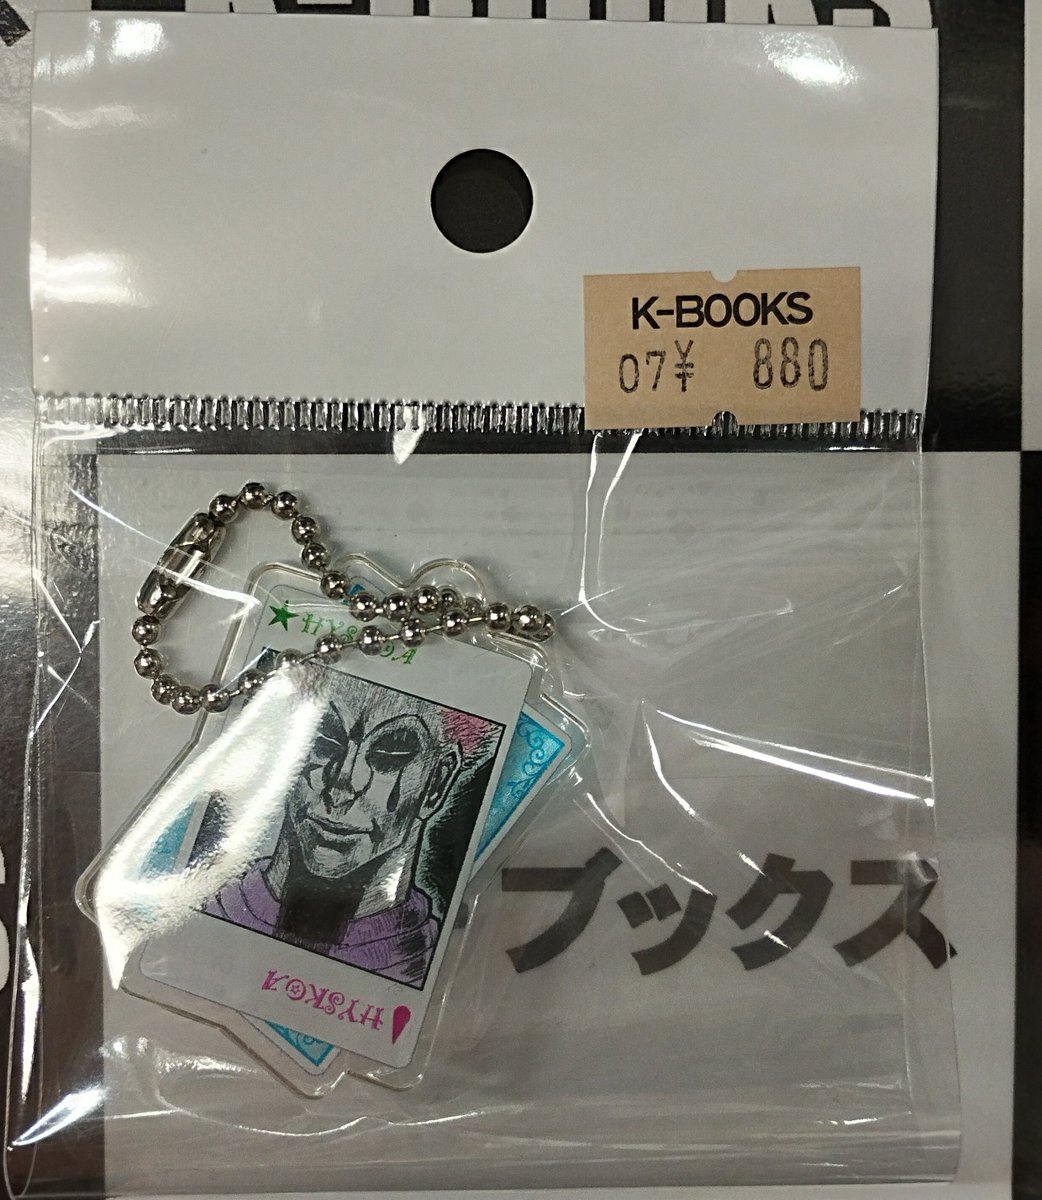 K-BOOKS
07¥ 880
HYSKOA
ブックス
HYSKOA